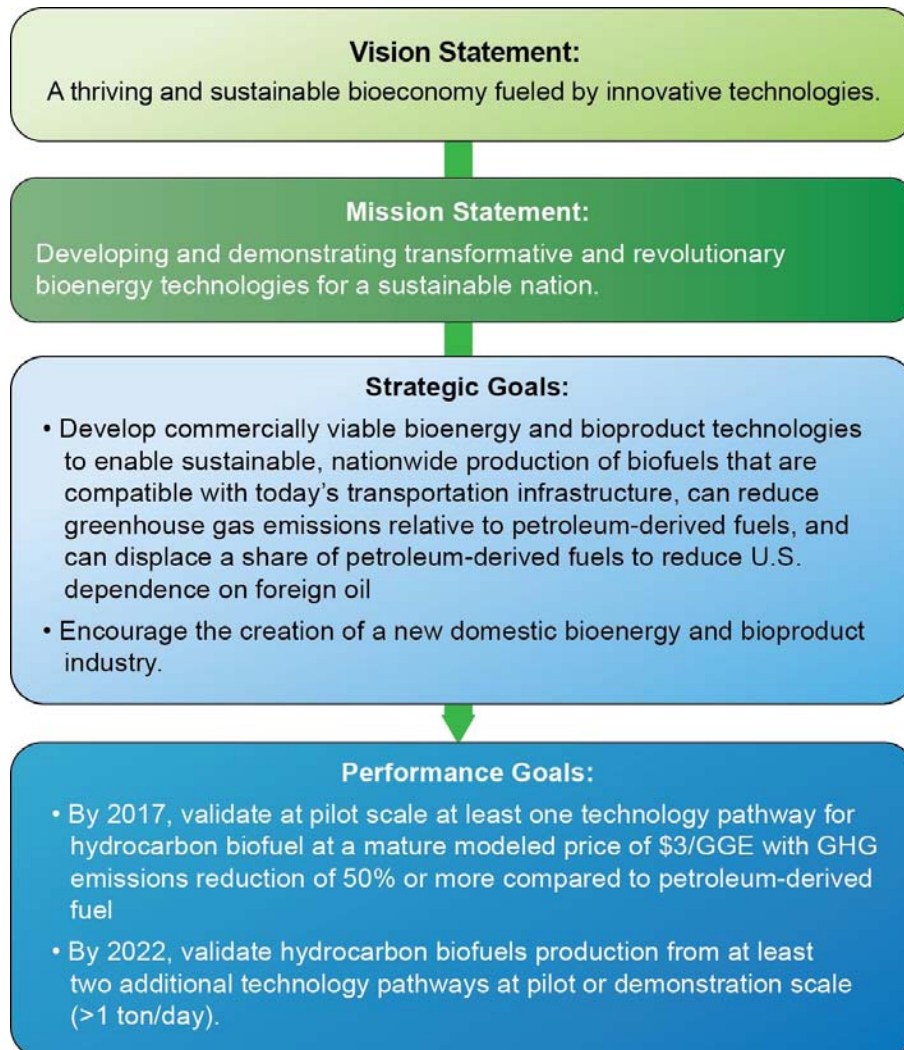 Vision Statement:
A thriving and sustainable bioeconomy fueled by innovative technologies.
Mission Statement:
Developing and demonstrating transformative and revolutionary
bioenergy technologies for a sustainable nation.
Strategic Goals:
• Develop commercially viable bioenergy and bioproduct technologies
to enable sustainable, nationwide production of biofuels that are
compatible with today's transportation infrastructure, can reduce
greenhouse gas emissions relative to petroleum-derived fuels, and
can displace a share of petroleum-derived fuels to reduce U.S.
dependence on foreign oil
• Encourage the creation of a new domestic bioenergy and bioproduct
industry.
Performance Goals:
• By 2017, validate at pilot scale at least one technology pathway for
hydrocarbon biofuel at a mature modeled price of $3/GGE with GHG
emissions reduction of 50% or more compared to petroleum-derived
fuel
• By 2022, validate hydrocarbon biofuels production from at least
two additional technology pathways at pilot or demonstration scale
(>1 ton/day).